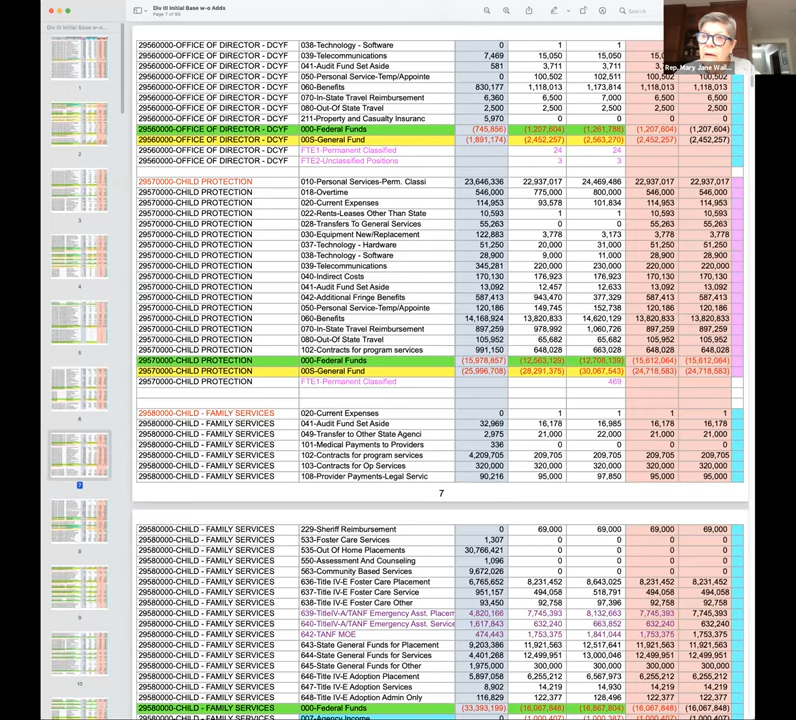 Div III Initial Base w-o Adds
Page 7 of 90
Search
Div III Initial Base w-o...
Rep. Mary Jane Wall...
29560000-OFFICE OF DIRECTOR - DCYF 038-Technology - Software 0 1 1
29560000-OFFICE OF DIRECTOR - DCYF 039-Telecommunications 7,469 15,050 15,050
29560000-OFFICE OF DIRECTOR - DCYF 041-Audit Fund Set Aside 581 3,711 3,711
29560000-OFFICE OF DIRECTOR - DCYF 050-Personal Service-Temp/Appointe 0 100,502 102,511 100,502 100,502
29560000-OFFICE OF DIRECTOR - DCYF 060-Benefits 830,177 1,118,013 1,173,814 1,118,013 1,118,013
29560000-OFFICE OF DIRECTOR - DCYF 070-In-State Travel Reimbursement 6,360 6,500 7,000 6,500 6,500
29560000-OFFICE OF DIRECTOR - DCYF 080-Out-Of State Travel 2,500 2,500 2,500 2,500 2,500
29560000-OFFICE OF DIRECTOR - DCYF 211-Property and Casualty Insuranc 5,970 0 0 0 0
29560000-OFFICE OF DIRECTOR - DCYF 000-Federal Funds (745,856) (1,207,604) (1,261,788) (1,207,604) (1,207,604)
29560000-OFFICE OF DIRECTOR - DCYF 00S-General Fund (1,891,174) (2,452,257) (2,563,270) (2,452,257) (2,452,257)
29560000-OFFICE OF DIRECTOR - DCYF FTE1-Permanent Classified 24 24
29560000-OFFICE OF DIRECTOR - DCYF FTE2-Unclassified Positions 3 3
29570000-CHILD PROTECTION 010-Personal Services-Perm. Classi 23,646,336 22,937,017 24,469,486 22,937,017 22,937,017
29570000-CHILD PROTECTION 018-Overtime 546,000 775,000 800,000 546,000 546,000
29570000-CHILD PROTECTION 020-Current Expenses 114,953 93,578 101,834 114,953 114,953
29570000-CHILD PROTECTION 022-Rents-Leases Other Than State 10,593 1 1 10,593 10,593
29570000-CHILD PROTECTION 028-Transfers To General Services 55,263 0 0 55,263 55,263
29570000-CHILD PROTECTION 030-Equipment New/Replacement 122,883 3,778 3,173 3,778 3,778
29570000-CHILD PROTECTION 037-Technology - Hardware 51,250 20,000 31,000 51,250 51,250
29570000-CHILD PROTECTION 038-Technology - Software 28,900 9,000 11,000 28,900 28,900
29570000-CHILD PROTECTION 039-Telecommunications 345,281 220,000 230,000 220,000 220,000
29570000-CHILD PROTECTION 040-Indirect Costs 170,130 176,923 176,923 170,130 170,130
29570000-CHILD PROTECTION 041-Audit Fund Set Aside 13,092 12,457 12,633 13,092 13,092
29570000-CHILD PROTECTION 042-Additional Fringe Benefits 587,413 943,470 377,329 587,413 587,413
29570000-CHILD PROTECTION 050-Personal Service-Temp/Appointe 120,186 149,745 152,738 120,186 120,186
29570000-CHILD PROTECTION 060-Benefits 14,168,924 13,820,833 14,620,129 13,820,833 13,820,833
29570000-CHILD PROTECTION 070-In-State Travel Reimbursement 897,259 978,992 1,060,726 897,259 897,259
29570000-CHILD PROTECTION 080-Out-Of State Travel 105,952 65,682 65,682 105,952 105,952
29570000-CHILD PROTECTION 102-Contracts for program services 991,150 648,028 663,028 648,028 648,028
29570000-CHILD PROTECTION 000-Federal Funds (15,978,857) (12,563,129) (12,708,139) (15,612,064) (15,612,064)
29570000-CHILD PROTECTION 00S-General Fund (25,996,708) (28,291,375) (30,067,543) (24,718,583) (24,718,583)
29570000-CHILD PROTECTION FTE1-Permanent Classified 469
29580000-CHILD - FAMILY SERVICES 020-Current Expenses 0 1 1 1 1
29580000-CHILD - FAMILY SERVICES 041-Audit Fund Set Aside 32,969 16,178 16,985 16,178 16,178
29580000-CHILD - FAMILY SERVICES 049-Transfer to Other State Agenci 2,975 21,000 22,000 21,000 21,000
29580000-CHILD - FAMILY SERVICES 101-Medical Payments to Providers 336 0 0 0 0
29580000-CHILD - FAMILY SERVICES 102-Contracts for program services 4,209,705 209,705 209,705 209,705 209,705
29580000-CHILD - FAMILY SERVICES 103-Contracts for Op Services 320,000 320,000 320,000 320,000 320,000
29580000-CHILD - FAMILY SERVICES 108-Provider Payments-Legal Servic 90,216 95,000 97,850 95,000 95,000
7
29580000-CHILD - FAMILY SERVICES 229-Sheriff Reimbursement 0 69,000 69,000 69,000 69,000
29580000-CHILD - FAMILY SERVICES 533-Foster Care Services 1,307 0 0 0 0
29580000-CHILD - FAMILY SERVICES 535-Out Of Home Placements 30,766,421 0 0 0 0
29580000-CHILD - FAMILY SERVICES 550-Assessment And Counseling 1,096 0 0 0 0
29580000-CHILD - FAMILY SERVICES 563-Community Based Services 9,672,026 0 0 0 0
29580000-CHILD - FAMILY SERVICES 636-Title IV-E Foster Care Placement 6,765,652 8,231,452 8,643,025 8,231,452 8,231,452
29580000-CHILD - FAMILY SERVICES 637-Title IV-E Foster Care Service 951,157 494,058 518,791 494,058 494,058
29580000-CHILD - FAMILY SERVICES 638-Title IV-E Foster Care Other 93,450 92,758 97,396 92,758 92,758
29580000-CHILD - FAMILY SERVICES 639-TitleIV-A/TANF Emergency Asst. Placem 4,820,166 7,745,393 8,132,663 7,745,393 7,745,393
29580000-CHILD - FAMILY SERVICES 640-TitleIV-A/TANF Emergency Asst. Service 1,617,843 632,240 663,852 632,240 632,240
29580000-CHILD - FAMILY SERVICES 642-TANF MOE 474,443 1,753,375 1,841,044 1,753,375 1,753,375
29580000-CHILD - FAMILY SERVICES 643-State General Funds for Placement 9,203,386 11,921,563 12,517,641 11,921,563 11,921,563
29580000-CHILD - FAMILY SERVICES 644-State General Funds for Services 4,401,268 12,499,951 13,000,046 12,499,951 12,499,951
29580000-CHILD - FAMILY SERVICES 645-State General Funds for Other 1,975,000 300,000 300,000 300,000 300,000
29580000-CHILD - FAMILY SERVICES 646-Title IV-E Adoption Placement 5,897,058 6,255,212 6,567,973 6,255,212 6,255,212
29580000-CHILD - FAMILY SERVICES 647-Title IV-E Adoption Services 8,902 14,219 14,930 14,219 14,219
29580000-CHILD - FAMILY SERVICES 648-Title IV-E Adoption Admin Only 116,829 122,377 128,496 122,377 122,377
29580000-CHILD - FAMILY SERVICES 000-Federal Funds (33,393,199) (16,067,848) (16,867,804) (16,067,848) (16,067,848)
29580000-CHILD - FAMILY SERVICES 007-Agency Income
1
2
3
4
5
6
7
8
9
10